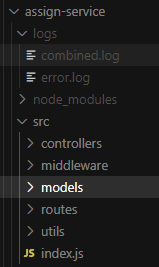 assign-service
logs
combined.log
error.log
node_modules
src
controllers
middleware
models
routes
utils
JS index.js